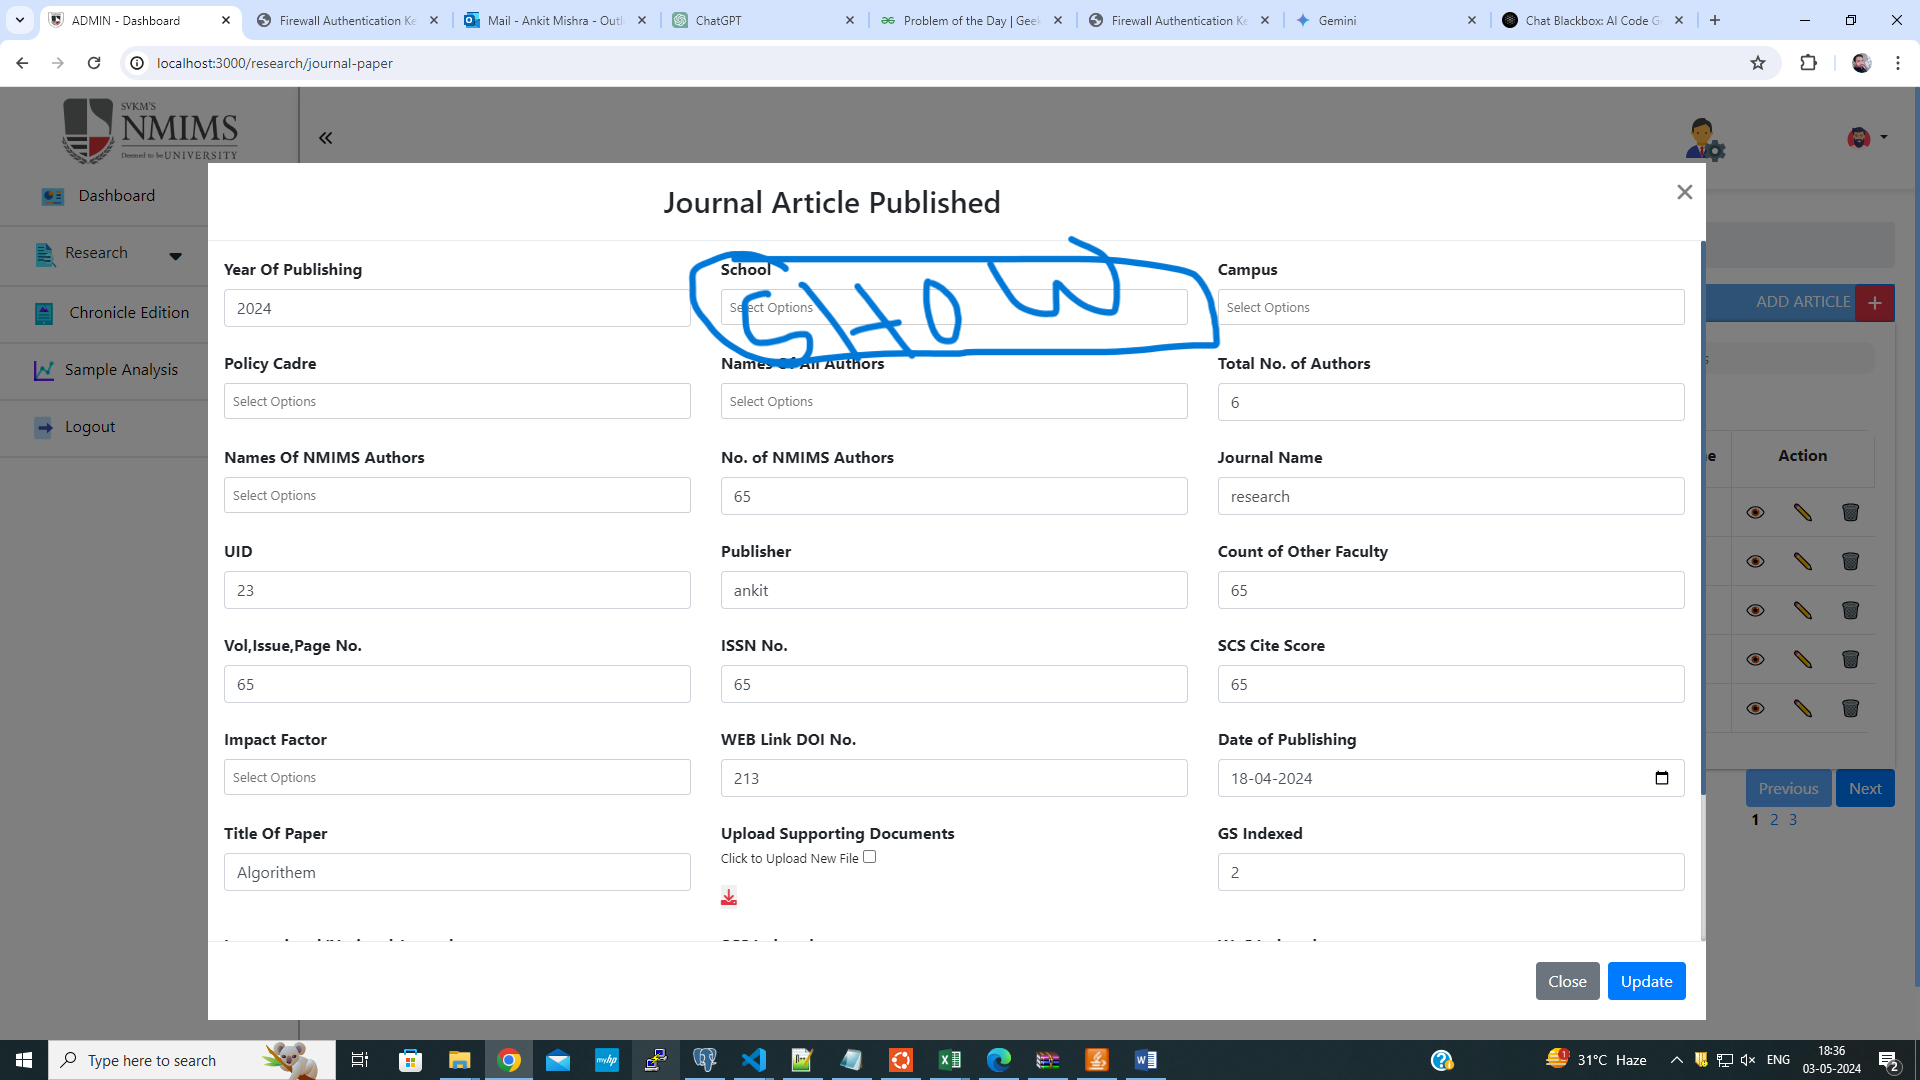 ADMIN - Dashboard
Firewall Authentication Ke
Mail - Ankit Mishra - Outl
ChatGPT
Problem of the Day | Geek
Firewall Authentication Ke
Gemini
Chat Blackbox: AI Code G
localhost:3000/research/journal-paper
SVKM'S
NMIMS
Deemed to be UNIVERSITY
Dashboard
Research
Chronicle Edition
Sample Analysis
Logout
Journal Article Published
Year Of Publishing
School
Campus
2024
Select Options
Select Options
SHOW
ADD ARTICLE
Policy Cadre
Names Of All Authors
Total No. of Authors
Select Options
Select Options
6
Names Of NMIMS Authors
No. of NMIMS Authors
Journal Name
Action
Select Options
65
research
UID
Publisher
Count of Other Faculty
23
ankit
65
Vol,Issue,Page No.
ISSN No.
SCS Cite Score
65
65
65
Impact Factor
WEB Link DOI No.
Date of Publishing
Select Options
213
18-04-2024
Previous
Next
1 2 3
Title Of Paper
Upload Supporting Documents
GS Indexed
Click to Upload New File
Algorithem
2
Close
Update
Type here to search
myhp
31°C Haze
ENG
18:36
03-05-2024
2